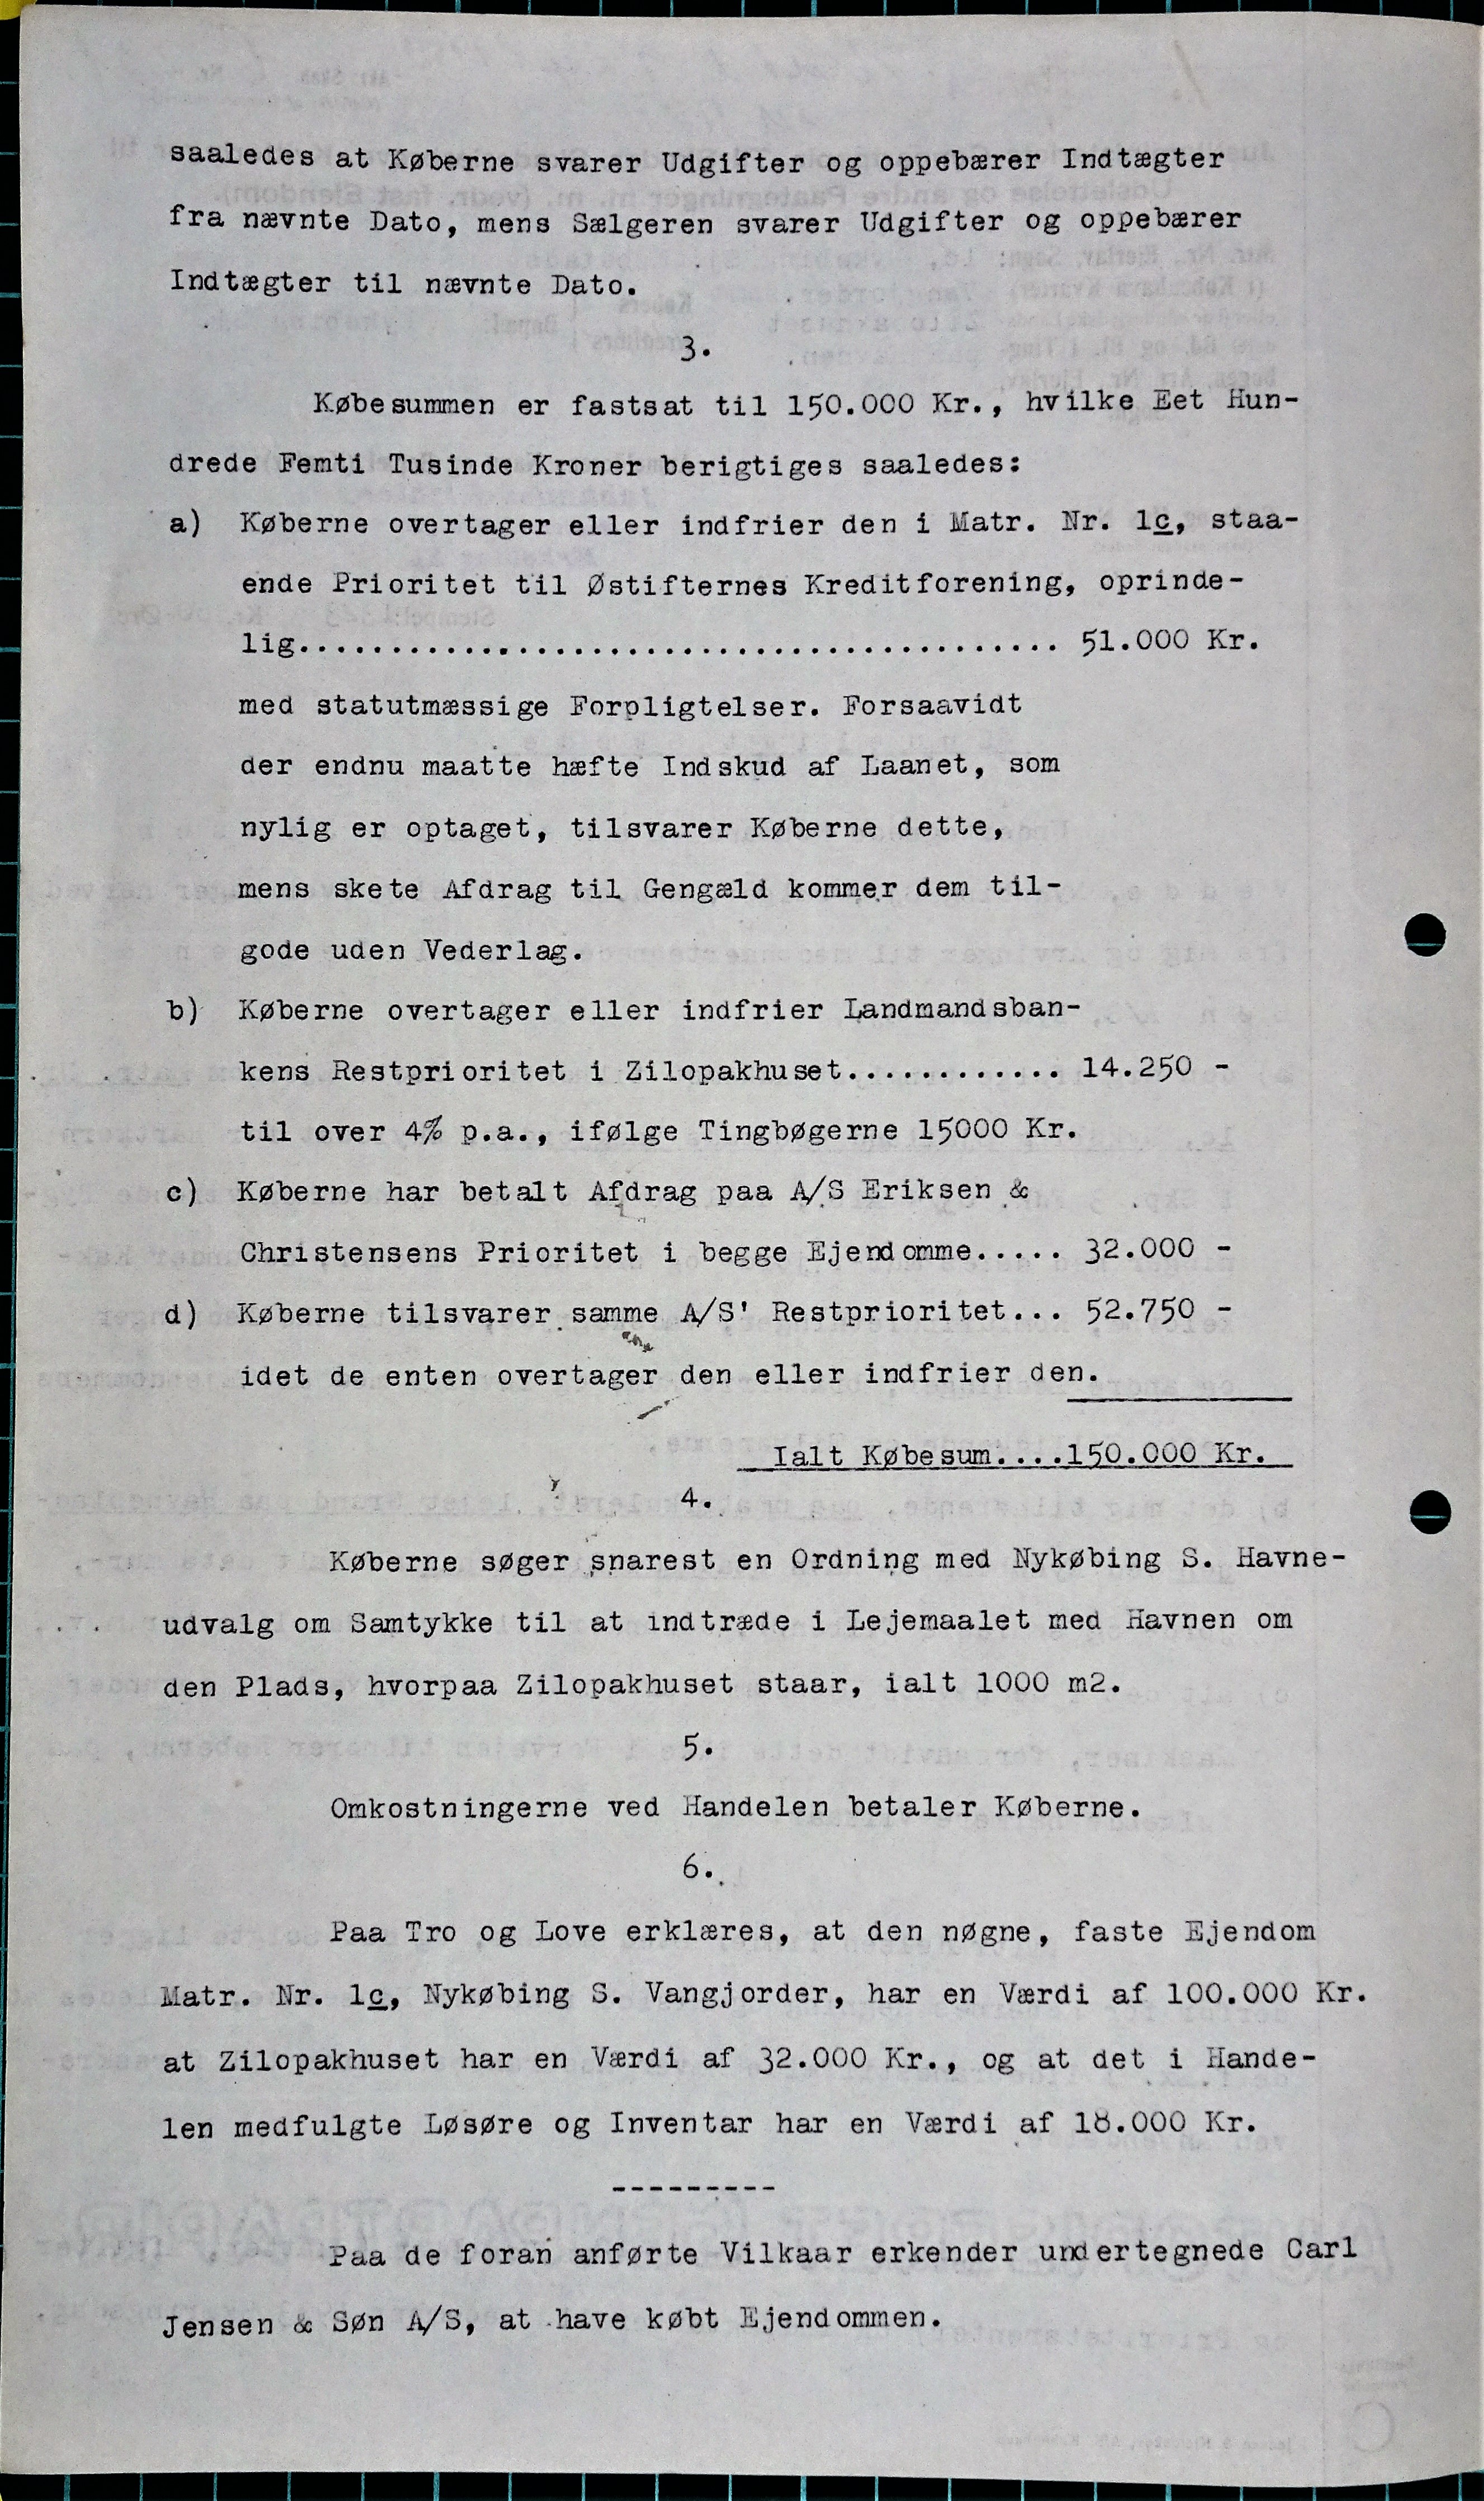 saaledes at Køberne svarer Udgifter og oppebærer Indtægter
fra nævnte Dato, mens Sælgeren svarer Udgifter og oppebærer
Indtægter til nævnte Dato.
3.
Købesummen er fastsat til 150.000 Kr., hvilke Eet Hun-
drede Femti Tusinde Kroner berigtiges saaledes:
a) Køberne overtager eller indfrier den i Matr. Nr. 1c, staa-
ende Prioritet til Østifternes Kreditforening, oprinde-
lig.......................................... 51.000 Kr.
med statutmæssige Forpligtelser. Forsaavidt
der endnu maatte hæfte Indskud af Laanet, som
nylig er optaget, tilsvarer Køberne dette,
mens skete Afdrag til Gengæld kommer dem til-
gode uden Vederlag.
b) Køberne overtager eller indfrier Landmandsban-
kens Restprioritet i Zilopakhuset............ 14.250 -
til over 4% p.a., ifølge Tingbøgerne 15000 Kr.
c) Køberne har betalt Afdrag paa A/S Eriksen &
Christensens Prioritet i begge Ejendomme..... 32.000 -
d) Køberne tilsvarer samme A/S' Restprioritet... 52.750 -
idet de enten overtager den eller indfrier den.
Ialt Købesum....150.000 Kr.
4.
Køberne søger snarest en Ordning med Nykøbing S. Havne-
udvalg om Samtykke til at indtræde i Lejemaalet med Havnen om
den Plads, hvorpaa Zilopakhuset staar, ialt 1000 m2.
5.
Omkostningerne ved Handelen betaler Køberne.
6.
Paa Tro og Love erklæres, at den nøgne, faste Ejendom
Matr. Nr. 1c, Nykøbing S. Vangjorder, har en Værdi af 100.000 Kr.
at Zilopakhuset har en Værdi af 32.000 Kr., og at det i Hande-
len medfulgte Løsøre og Inventar har en Værdi af 18.000 Kr.
---------
Paa de foran anførte Vilkaar erkender undertegnede Carl
Jensen & Søn A/S, at have købt Ejendommen.